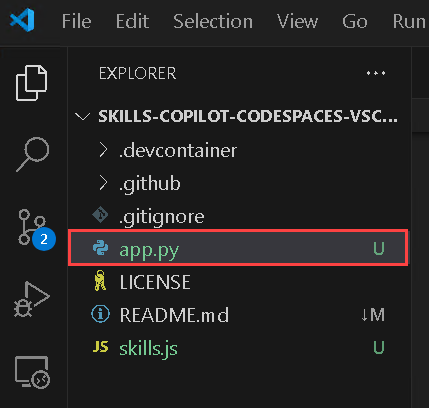 File Edit Selection View Go Run
EXPLORER ...
SKILLS-COPILOT-CODESPACES-VSC...
.devcontainer
.github
.gitignore
2
app.py U
LICENSE
README.md ↓M
JS skills.js U